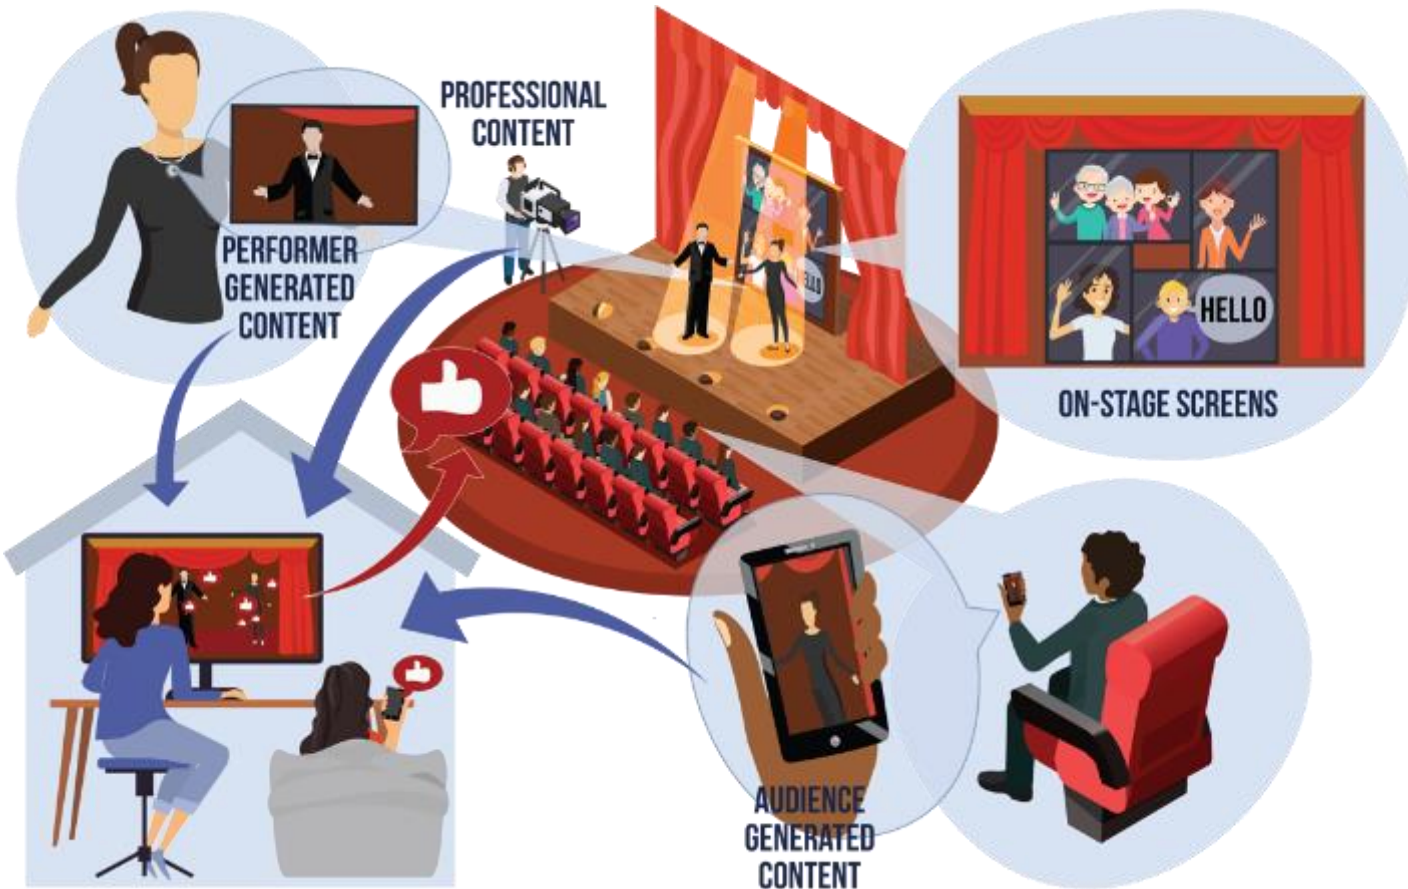 PROFESSIONAL
CONTENT
PERFORMER
GENERATED
CONTENT
HELLO
ON-STAGE SCREENS
AUDIENCE
GENERATED
CONTENT